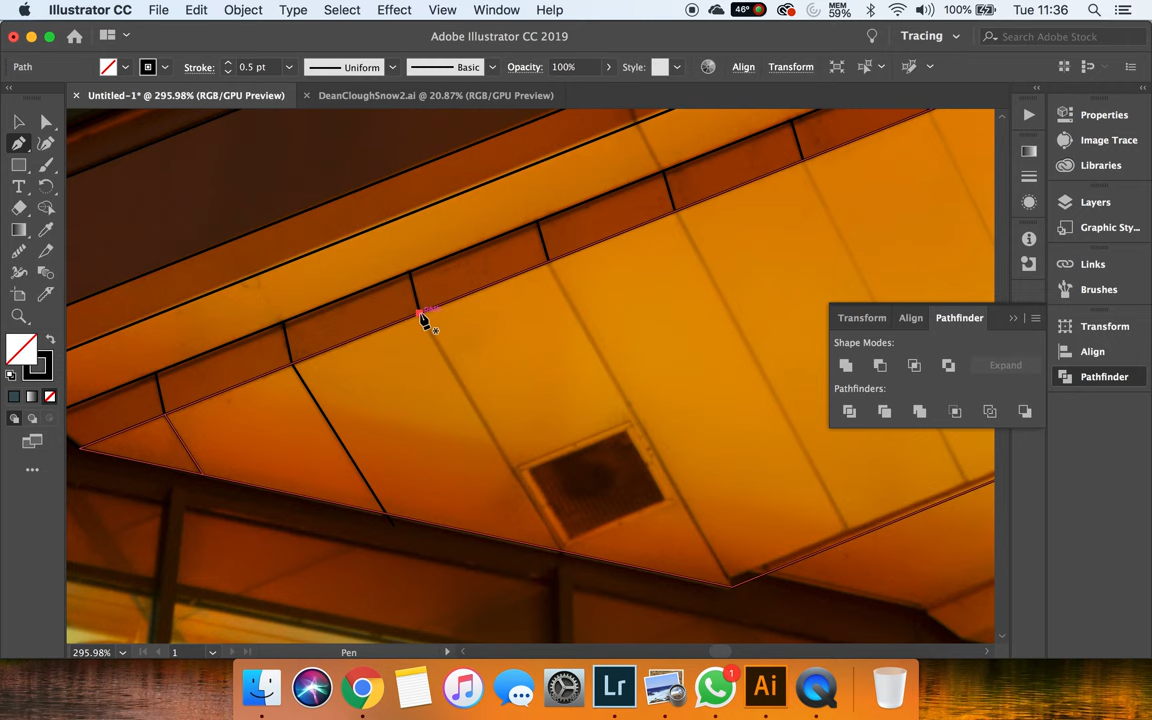 Illustrator CC File Edit Object Type Select Effect View Window Help
46° MEM 59% 100% Tue 11:36
Adobe Illustrator CC 2019
Tracing Search Adobe Stock
Path Stroke: 0.5 pt Uniform Basic Opacity: 100% Style: Align Transform
× Untitled-1* @ 295.98% (RGB/GPU Preview) × DeanCloughSnow2.ai @ 20.87% (RGB/GPU Preview)
Properties
Image Trace
Libraries
Layers
Graphic Sty...
Links
Brushes
Transform
Align
Pathfinder
Transform Align Pathfinder
Shape Modes:
Expand
Pathfinders:
295.98% 1 Pen
Lr 1 Ai